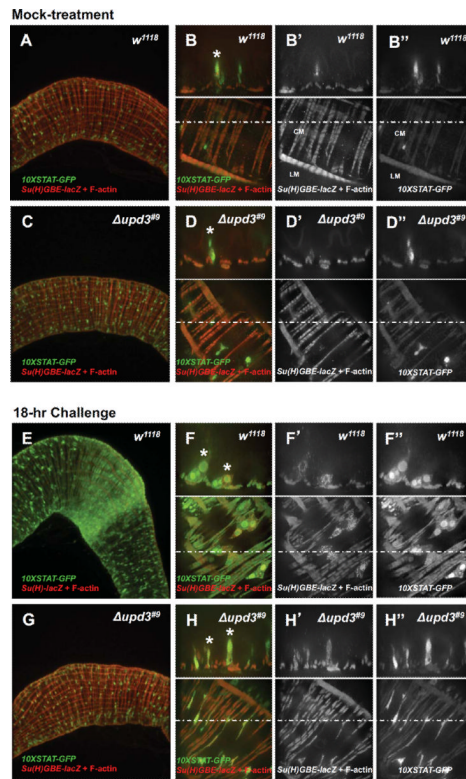 Mock-treatment
A w1118
10XSTAT-GFP
Su(H)GBE-lacZ + F-actin
B w1118
*
10XSTAT-GFP
Su(H)GBE-lacZ + F-actin
B' w1118
CM
LM
Su(H)GBE-lacZ + F-actin
B" w1118
CM
LM
10XSTAT-GFP
C Δupd3#9
10XSTAT-GFP
Su(H)GBE-lacZ + F-actin
D Δupd3#9
*
10XSTAT-GFP
Su(H)GBE-lacZ + F-actin
D' Δupd3#9
Su(H)GBE-lacZ + F-actin
D" Δupd3#9
10XSTAT-GFP
18-hr Challenge
E w1118
10XSTAT-GFP
Su(H)-lacZ + F-actin
F w1118
* *
10XSTAT-GFP
Su(H)GBE-lacZ + F-actin
F' w1118
Su(H)GBE-lacZ + F-actin
F" w1118
10XSTAT-GFP
G Δupd3#9
10XSTAT-GFP
Su(H)GBE-lacZ + F-actin
H Δupd3#9
* *
10XSTAT-GFP
Su(H)GBE-lacZ + F-actin
H' Δupd3#9
Su(H)GBE-lacZ + F-actin
H" Δupd3#9
10XSTAT-GFP